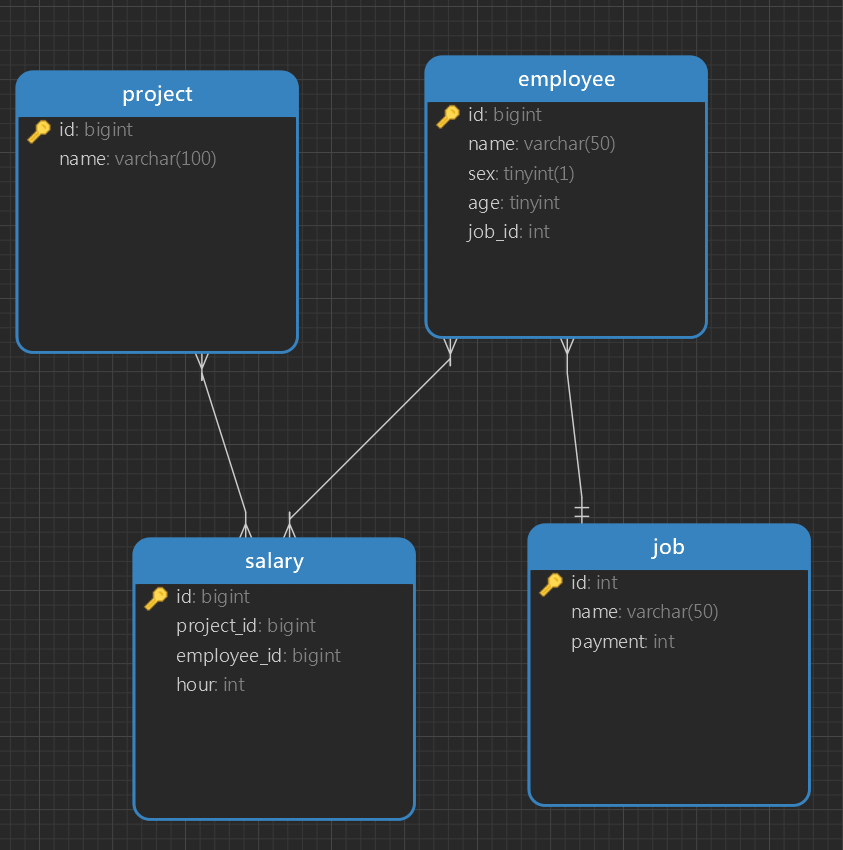 project
id: bigint
name: varchar(100)
employee
id: bigint
name: varchar(50)
sex: tinyint(1)
age: tinyint
job_id: int
salary
id: bigint
project_id: bigint
employee_id: bigint
hour: int
job
id: int
name: varchar(50)
payment: int